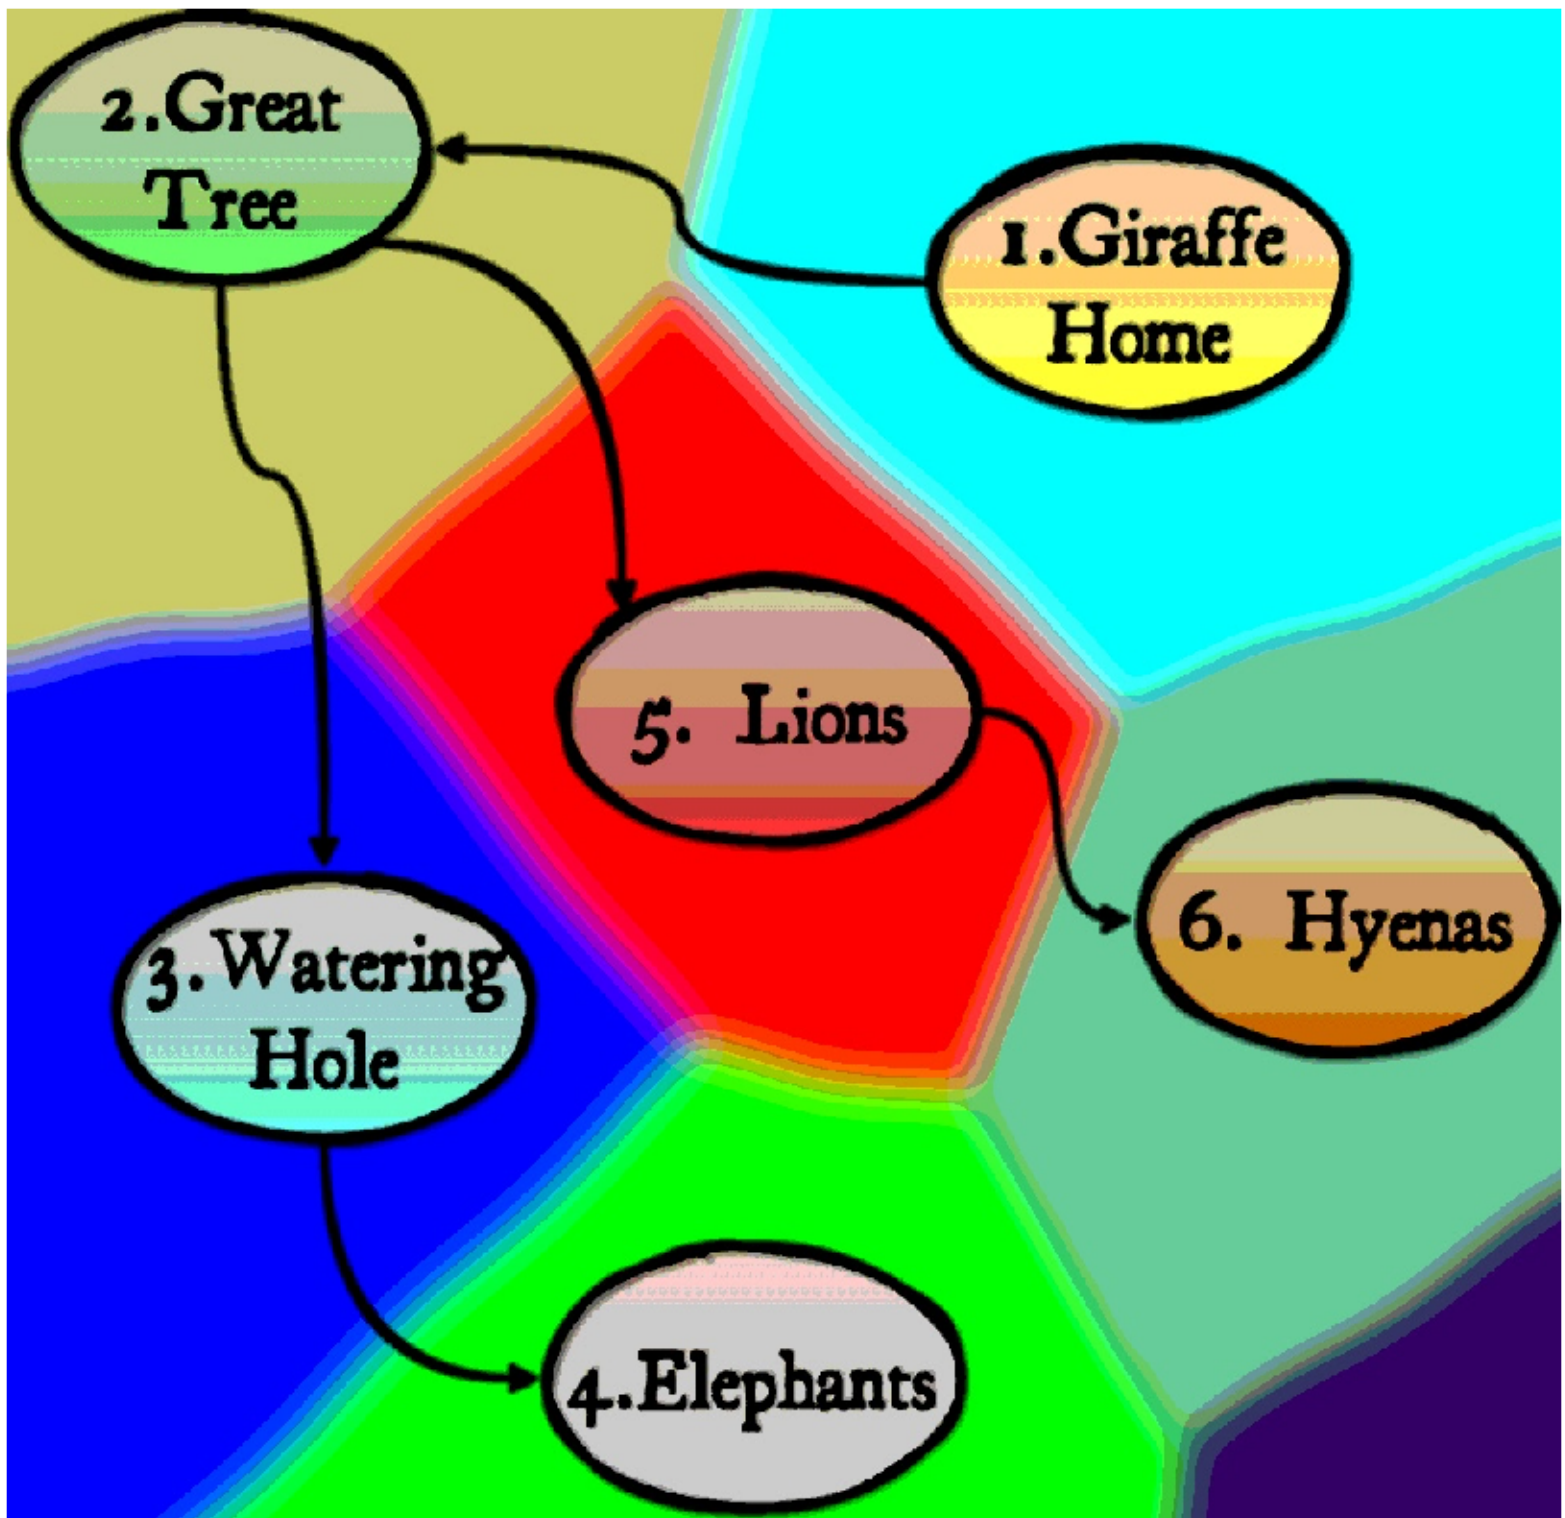 2.Great
Tree
1.Giraffe
Home
5. Lions
6. Hyenas
3.Watering
Hole
4.Elephants